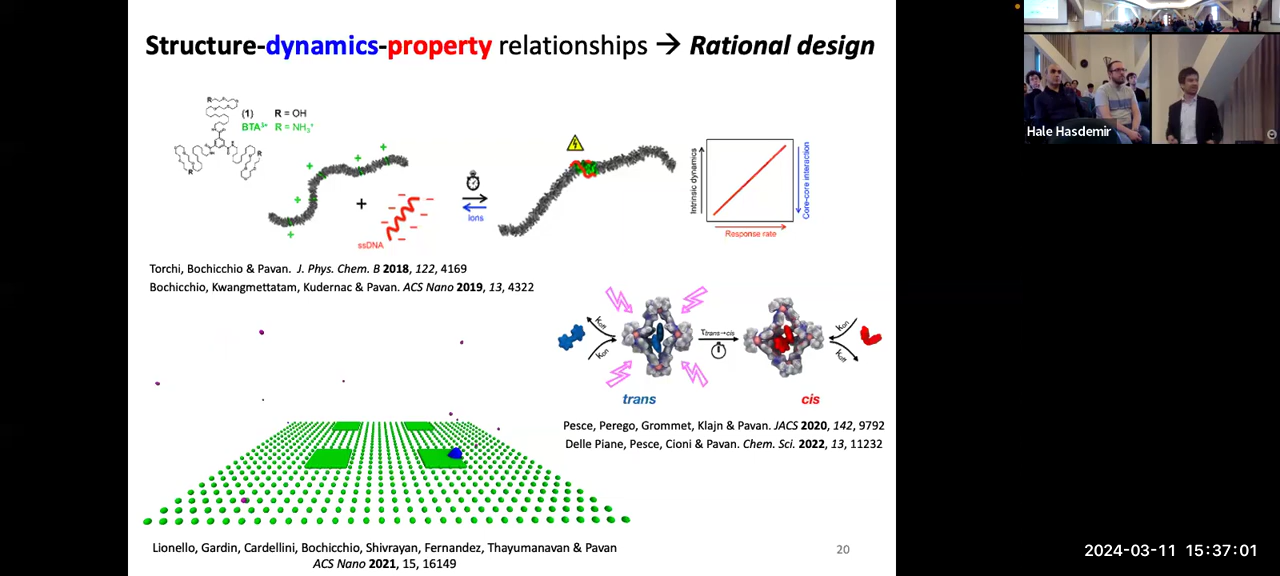 Structure-dynamics-property relationships → Rational design
R
(1) R = OH
BTA³⁺ R = NH₃⁺
R
R
+
+
+
+
+
+
ssDNA
Ions
Intrinsic dynamics
Response rate
Core-core interaction
Torchi, Bochicchio & Pavan. J. Phys. Chem. B 2018, 122, 4169
Bochicchio, Kwangmettatam, Kudernac & Pavan. ACS Nano 2019, 13, 4322
koff
kon
τtrans→cis
kon
koff
trans
cis
Pesce, Perego, Grommet, Klajn & Pavan. JACS 2020, 142, 9792
Delle Piane, Pesce, Cioni & Pavan. Chem. Sci. 2022, 13, 11232
Lionello, Gardin, Cardellini, Bochicchio, Shivrayan, Fernandez, Thayumanavan & Pavan
ACS Nano 2021, 15, 16149
20
Hale Hasdemir
2024-03-11 15:37:01